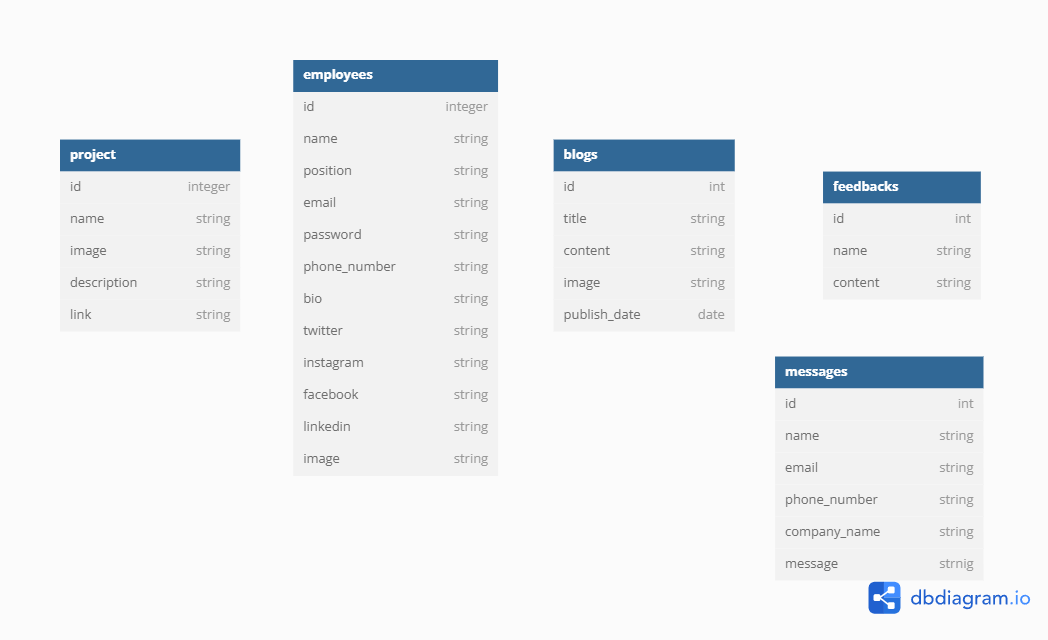 project
id integer
name string
image string
description string
link string
employees
id integer
name string
position string
email string
password string
phone_number string
bio string
twitter string
instagram string
facebook string
linkedin string
image string
blogs
id int
title string
content string
image string
publish_date date
feedbacks
id int
name string
content string
messages
id int
name string
email string
phone_number string
company_name string
message strnig
dbdiagram.io